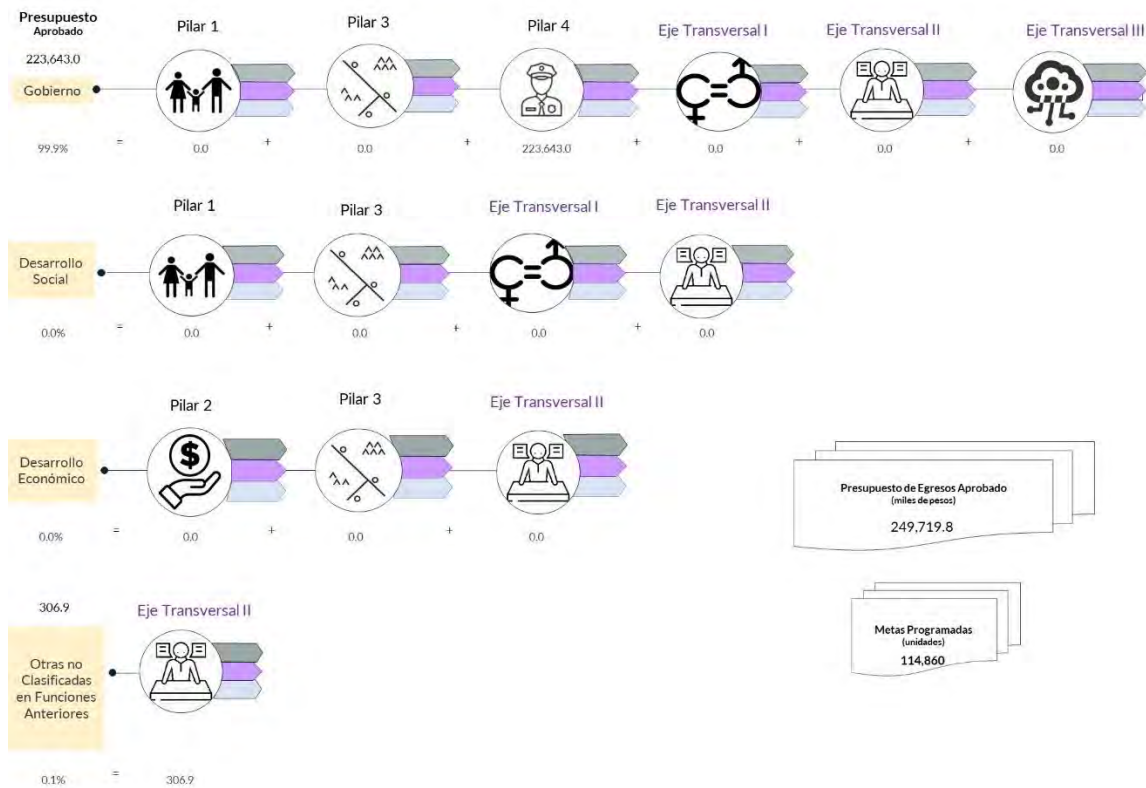 Presupuesto
Aprobado
223,643.0
Gobierno
Pilar 1
Pilar 3
Pilar 4
Eje Transversal I
Eje Transversal II
Eje Transversal III
99.9% = 0.0 + 0.0 + 223,643.0 + 0.0 + 0.0 + 0.0
Pilar 1
Pilar 3
Eje Transversal I
Eje Transversal II
Desarrollo
Social
0.0% = 0.0 + 0.0 + 0.0 + 0.0
Pilar 2
Pilar 3
Eje Transversal II
$
Desarrollo
Económico
0.0% = 0.0 + 0.0 + 0.0
Presupuesto de Egresos Aprobado
(miles de pesos)
249,719.8
Metas Programadas
(unidades)
114,860
306.9
Eje Transversal II
Otras no
Clasificadas
en Funciones
Anteriores
0.1% = 306.9